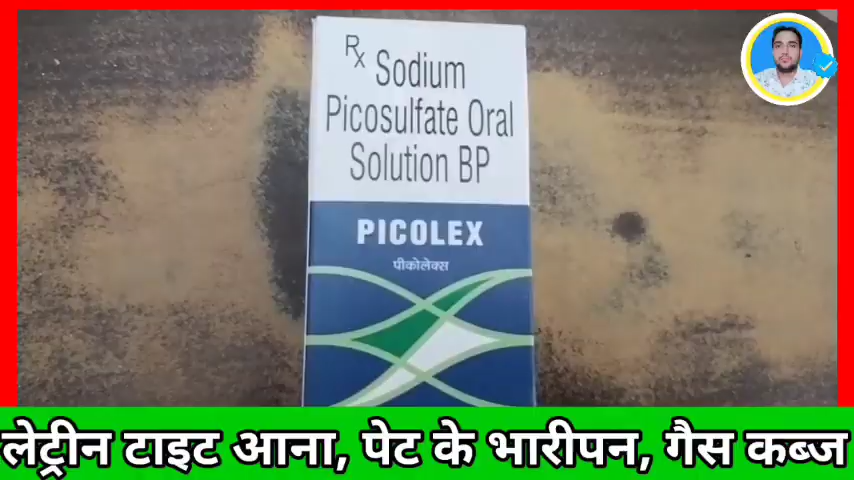 Rx Sodium
Picosulfate Oral
Solution BP
PICOLEX
पीकोलेक्स
लेट्रीन टाइट आना, पेट के भारीपन, गैस कब्ज